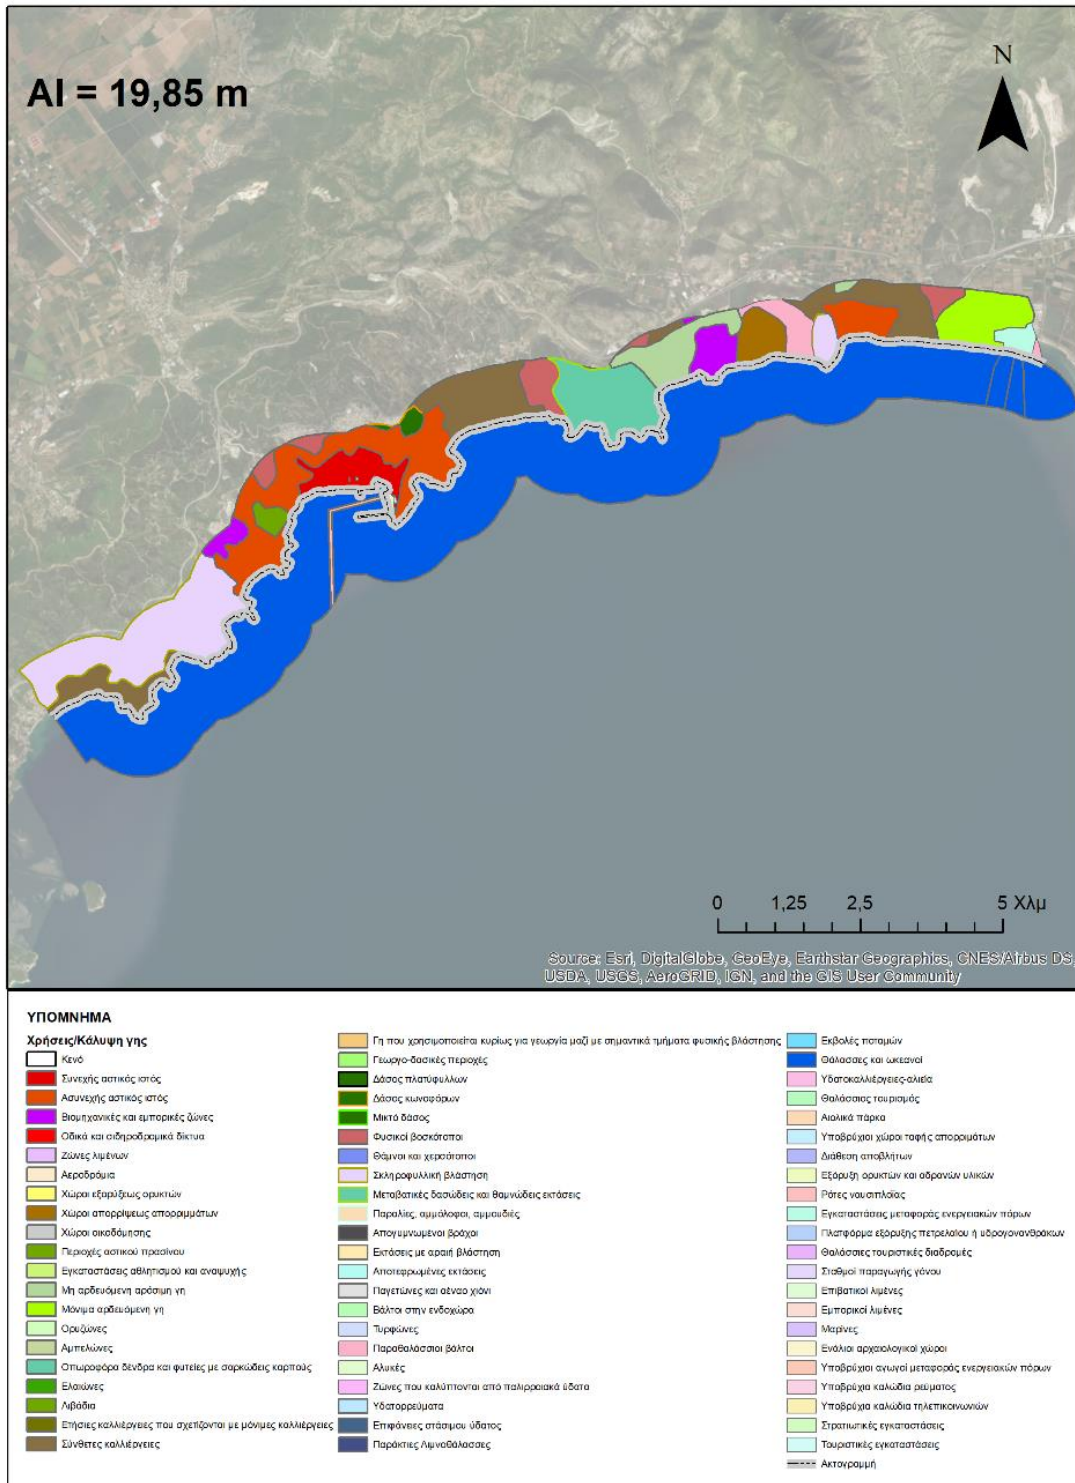 N
AI = 19,85 m
0 1,25 2,5 5 Χλμ
Source: Esri, DigitalGlobe, GeoEye, Earthstar Geographics, CNES/Airbus DS,
USDA, USGS, AeroGRID, IGN, and the GIS User Community
ΥΠΟΜΝΗΜΑ
Χρήσεις/Κάλυψη γης
Κενό
Συνεχής αστικός ιστός
Ασυνεχής αστικός ιστός
Βιομηχανικές και εμπορικές ζώνες
Οδικά και σιδηροδρομικά δίκτυα
Ζώνες λιμένων
Αεροδρόμια
Χώροι εξορύξεως ορυκτών
Χώροι απορρίψεως απορριμμάτων
Χώροι οικοδόμησης
Περιοχές αστικού πρασίνου
Εγκαταστάσεις αθλητισμού και αναψυχής
Μη αρδευόμενη αρόσιμη γη
Μόνιμα αρδευόμενη γη
Ορυζώνες
Αμπελώνες
Οπωροφόρα δένδρα και φυτείες με σαρκώδεις καρπούς
Ελαιώνες
Λιβάδια
Ετήσιες καλλιέργειες που σχετίζονται με μόνιμες καλλιέργειες
Σύνθετες καλλιέργειες
Γη που χρησιμοποιείται κυρίως για γεωργία μαζί με σημαντικά τμήματα φυσικής βλάστησης
Γεωργο-δασικές περιοχές
Δάσος πλατύφυλλων
Δάσος κωνοφόρων
Μικτό δάσος
Φυσικοί βοσκότοποι
Θάμνοι και χερσότοποι
Σκληροφυλλική βλάστηση
Μεταβατικές δασώδεις και θαμνώδεις εκτάσεις
Παραλίες, αμμόλοφοι, αμμουδιές
Απογυμνωμένοι βράχοι
Εκτάσεις με αραιή βλάστηση
Αποτεφρωμένες εκτάσεις
Παγετώνες και αέναο χιόνι
Βάλτοι στην ενδοχώρα
Τυρφώνες
Παραθαλάσσιοι βάλτοι
Αλυκές
Ζώνες που καλύπτονται από παλιρροιακά ύδατα
Υδατορρεύματα
Επιφάνειες στάσιμου ύδατος
Παράκτιες Λιμνοθάλασσες
Εκβολές ποταμών
Θάλασσες και ωκεανοί
Υδατοκαλλιέργειες-αλιεία
Θαλάσσιος τουρισμός
Αιολικά πάρκα
Υποβρύχιοι χώροι ταφής απορριμάτων
Διάθεση αποβλήτων
Εξόρυξη ορυκτών και αδρανών υλικών
Ρότες ναυσιπλοΐας
Εγκαταστάσεις μεταφοράς ενεργειακών πόρων
Πλατφόρμα εξόρυξης πετρελαίου ή υδρογονανθράκων
Θαλάσσιες τουριστικές διαδρομές
Σταθμοί παραγωγής γόνου
Επιβατικοί λιμένες
Εμπορικοί λιμένες
Μαρίνες
Ενάλιοι αρχαιολογικοί χώροι
Υποβρύχιοι αγωγοί μεταφοράς ενεργειακών πόρων
Υποβρύχια καλώδια ρεύματος
Υποβρύχια καλώδια τηλεπικοινωνιών
Στρατιωτικές εγκαταστάσεις
Τουριστικές εγκαταστάσεις
Ακτογραμμή